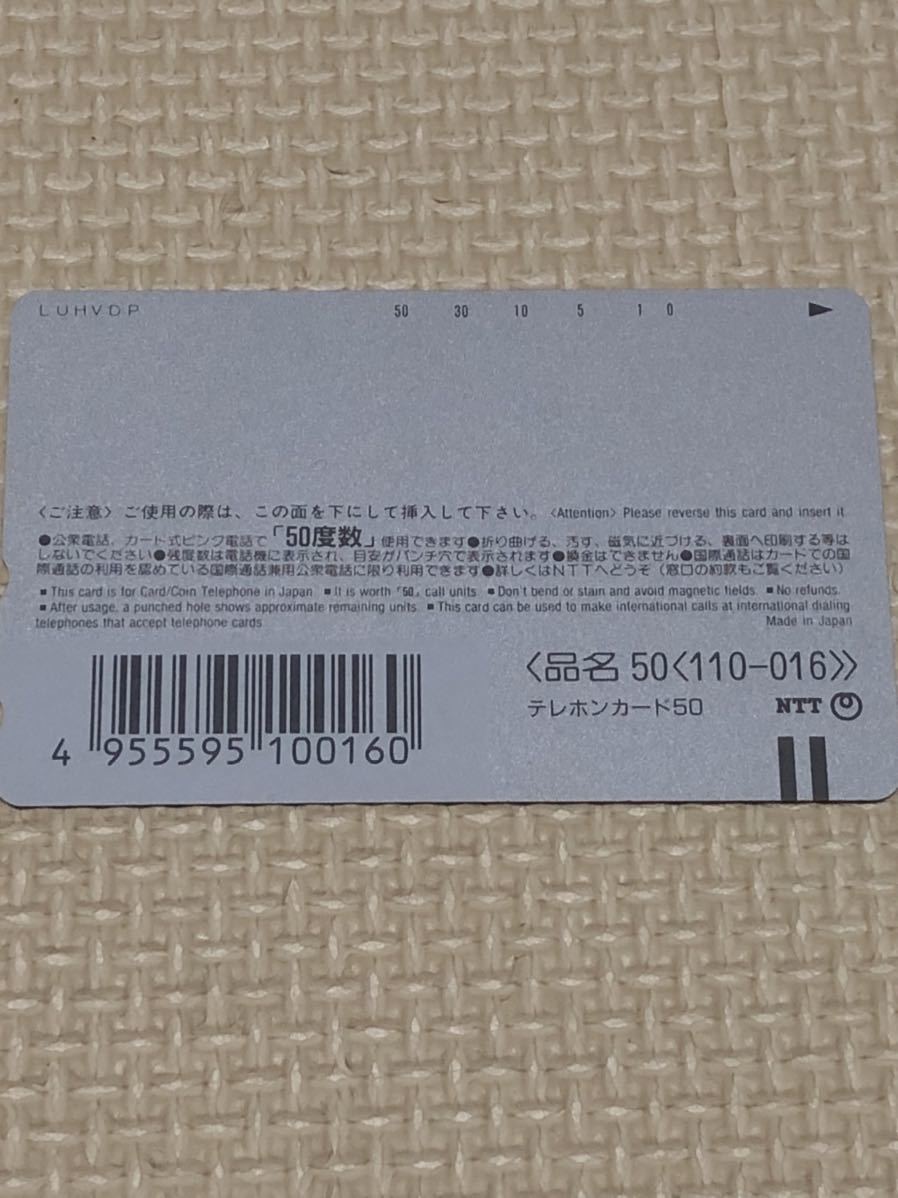 LUHVDP 50 30 10 5 1 0 ▶
〈ご注意〉ご使用の際は、この面を下にして挿入して下さい。〈Attention〉Please reverse this card and insert it
●公衆電話、カード式ピンク電話で「50度数」使用できます●折り曲げる、汚す、磁気に近づける、裏面へ印刷する等は
しないでください●残度数は電話機に表示され、目安がパンチ穴で表示されます●換金はできません●国際通話はカードでの国
際通話の利用を認めている国際通話兼用公衆電話に限り利用できます●詳しくはNTTへどうぞ（窓口の約款もご覧ください）
■This card is for Card/Coin Telephone in Japan ■It is worth「50」call units. ■Don't bend or stain and avoid magnetic fields. ■No refunds.
■After usage, a punched hole shows approximate remaining units. ■This card can be used to make international calls at international dialing
telephones that accept telephone cards. Made in Japan
〈品名 50〈110-016〉〉
テレホンカード50 NTT
4 955595 100160